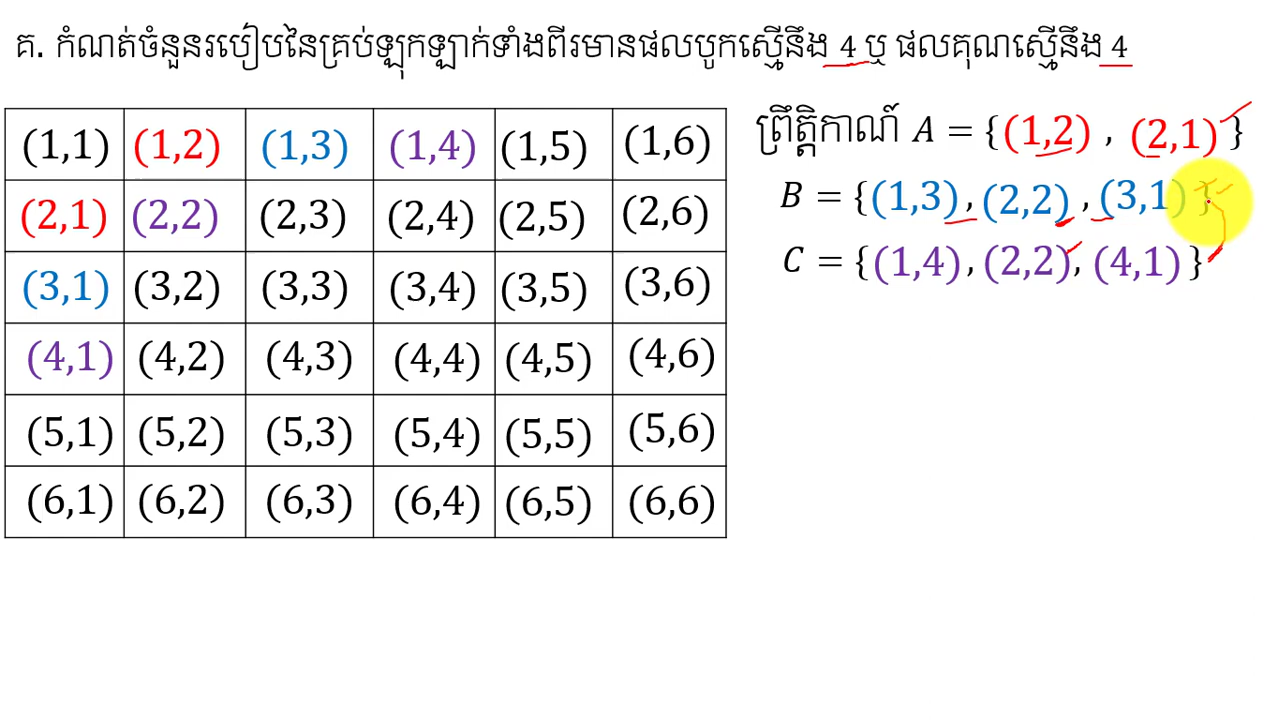 គ. កំណត់ចំនួនរបៀបនៃគ្រប់ឡុកឡាក់ទាំងពីរមានផលបូកស្មើនឹង 4 ឬ ផលគុណស្មើនឹង 4
(1,1) (1,2) (1,3) (1,4) (1,5) (1,6)
(2,1) (2,2) (2,3) (2,4) (2,5) (2,6)
(3,1) (3,2) (3,3) (3,4) (3,5) (3,6)
(4,1) (4,2) (4,3) (4,4) (4,5) (4,6)
(5,1) (5,2) (5,3) (5,4) (5,5) (5,6)
(6,1) (6,2) (6,3) (6,4) (6,5) (6,6)
ព្រឹត្តិកាណ៍ A = {(1,2) , (2,1) }
B = {(1,3) , (2,2) , (3,1) }
C = {(1,4) , (2,2) , (4,1) }